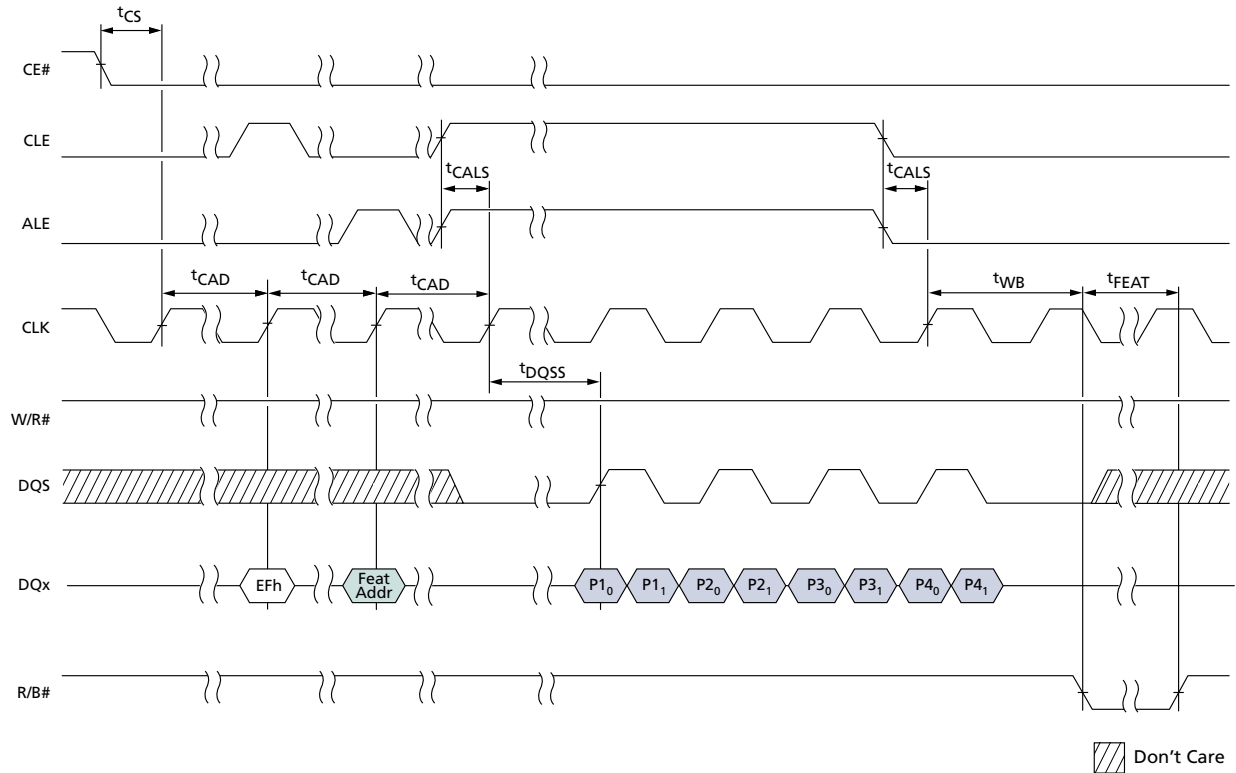 tCS
CE#
CLE
tCALS
tCALS
ALE
tCAD
tCAD
tCAD
tWB
tFEAT
CLK
tDQSS
W/R#
DQS
DQx
EFh
Feat
Addr
P1₀
P1₁
P2₀
P2₁
P3₀
P3₁
P4₀
P4₁
R/B#
Don't Care